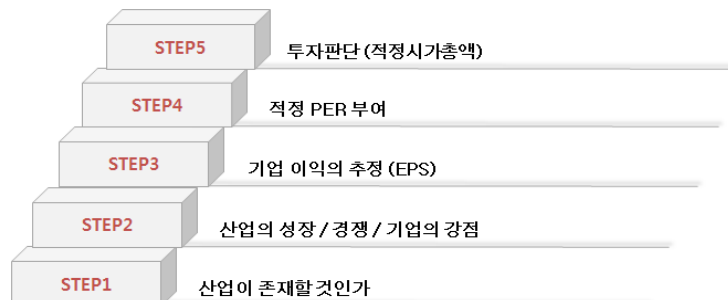 STEP5 투자판단 (적정시가총액)
STEP4 적정 PER 부여
STEP3 기업 이익의 추정 (EPS)
STEP2 산업의 성장 / 경쟁 / 기업의 강점
STEP1 산업이 존재할 것인가